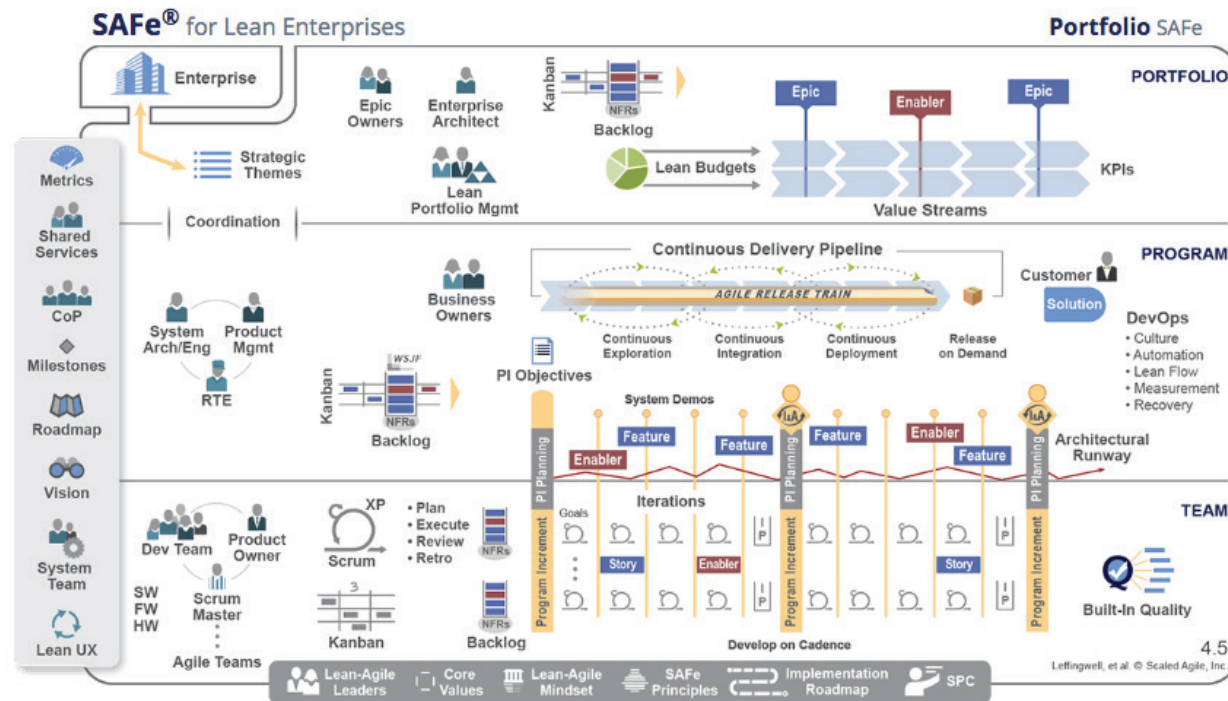 SAFe® for Lean Enterprises
Portfolio SAFe
Enterprise
Strategic
Themes
Coordination
Epic
Owners
Enterprise
Architect
Lean
Portfolio Mgmt
Kanban
NFRs
Backlog
Lean Budgets
Epic
Enabler
Epic
KPIs
Value Streams
PORTFOLIO
Metrics
Shared
Services
CoP
Milestones
Roadmap
Vision
System
Team
Lean UX
System
Arch/Eng
Product
Mgmt
RTE
Business
Owners
Kanban
WSJF
NFRs
Backlog
Continuous Delivery Pipeline
AGILE RELEASE TRAIN
Continuous
Exploration
Continuous
Integration
Continuous
Deployment
Release
on Demand
Customer
Solution
PROGRAM
DevOps
• Culture
• Automation
• Lean Flow
• Measurement
• Recovery
PI Objectives
System Demos
PI Planning
Enabler
Feature
Feature
I&A
PI Planning
Feature
Enabler
Feature
I&A
PI Planning
Architectural
Runway
Dev Team
Product
Owner
Scrum
Master
SW
FW
HW
Agile Teams
XP
Scrum
• Plan
• Execute
• Review
• Retro
3
Kanban
NFRs
NFRs
Backlog
Program Increment
Goals
Iterations
Story
Enabler
I P
I P
Program Increment
Story
I P
I P
Program Increment
Develop on Cadence
TEAM
Built-In Quality
4.5
Leffingwell, et al. © Scaled Agile, Inc.
Lean-Agile
Leaders
Core
Values
Lean-Agile
Mindset
SAFe
Principles
Implementation
Roadmap
SPC